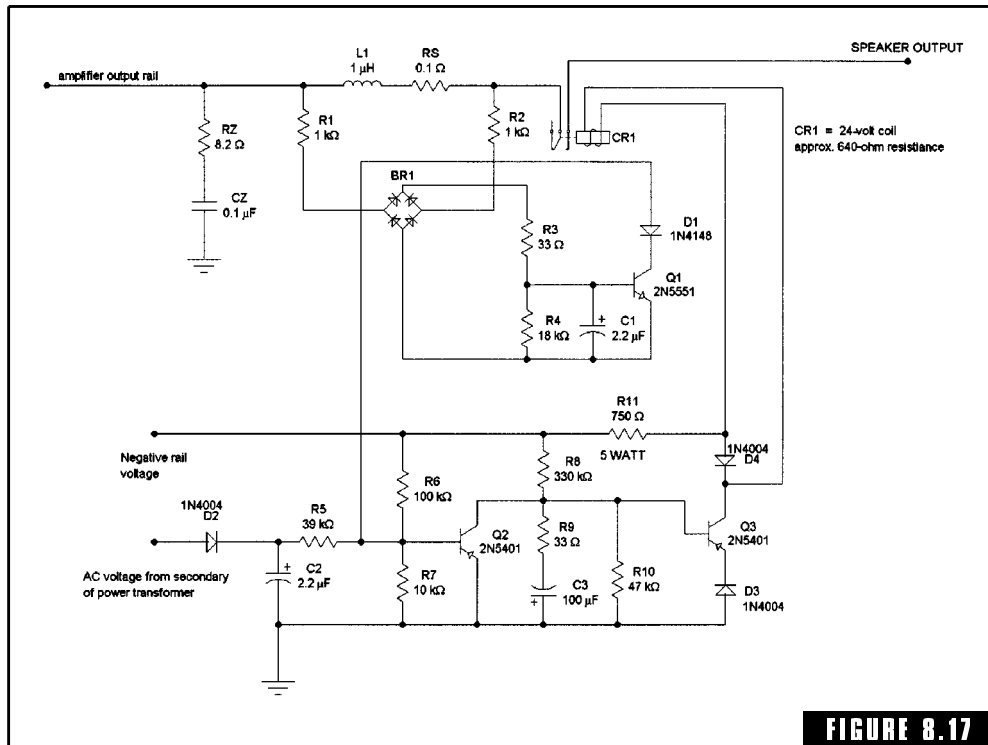 SPEAKER OUTPUT
L1
1 µH
RS
0.1 Ω
amplifier output rail
RZ
8.2 Ω
R1
1 kΩ
R2
1 kΩ
CR1
CR1 = 24-volt coil
approx. 640-ohm resistiance
BR1
CZ
0.1 µF
R3
33 Ω
D1
1N4148
Q1
2N5551
R4
18 kΩ
+
C1
2.2 µF
R11
750 Ω
5 WATT
Negative rail
voltage
1N4004
D4
R6
100 kΩ
R8
330 kΩ
1N4004
D2
R5
39 kΩ
Q2
2N5401
R9
33 Ω
Q3
2N5401
AC voltage from secondary
of power transformer
+
C2
2.2 µF
R7
10 kΩ
C3
100 µF
+
R10
47 kΩ
D3
1N4004
FIGURE 8.17